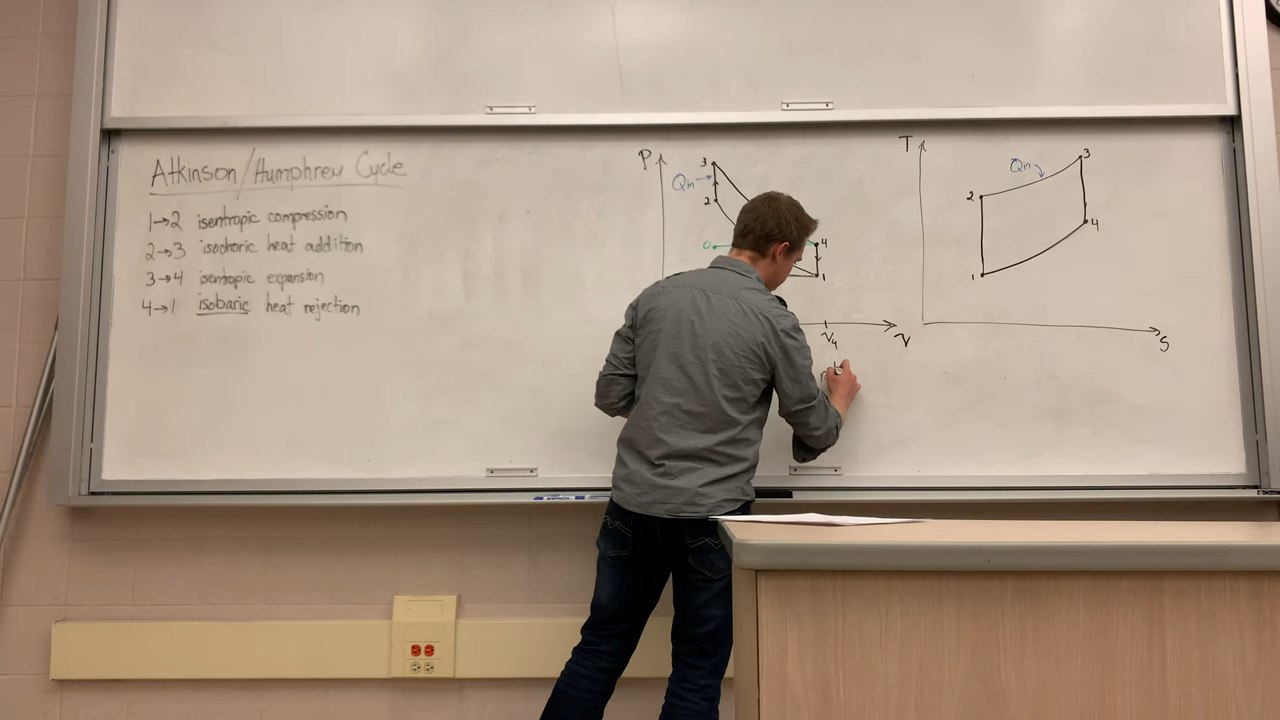 Atkinson/Humphrey Cycle
1→2 isentropic compression
2→3 isochoric heat addition
3→4 isentropic expansion
4→1 isobaric heat rejection
P
3
Qin
2
0
4
1
V4
V
T
3
Qin
2
4
1
S